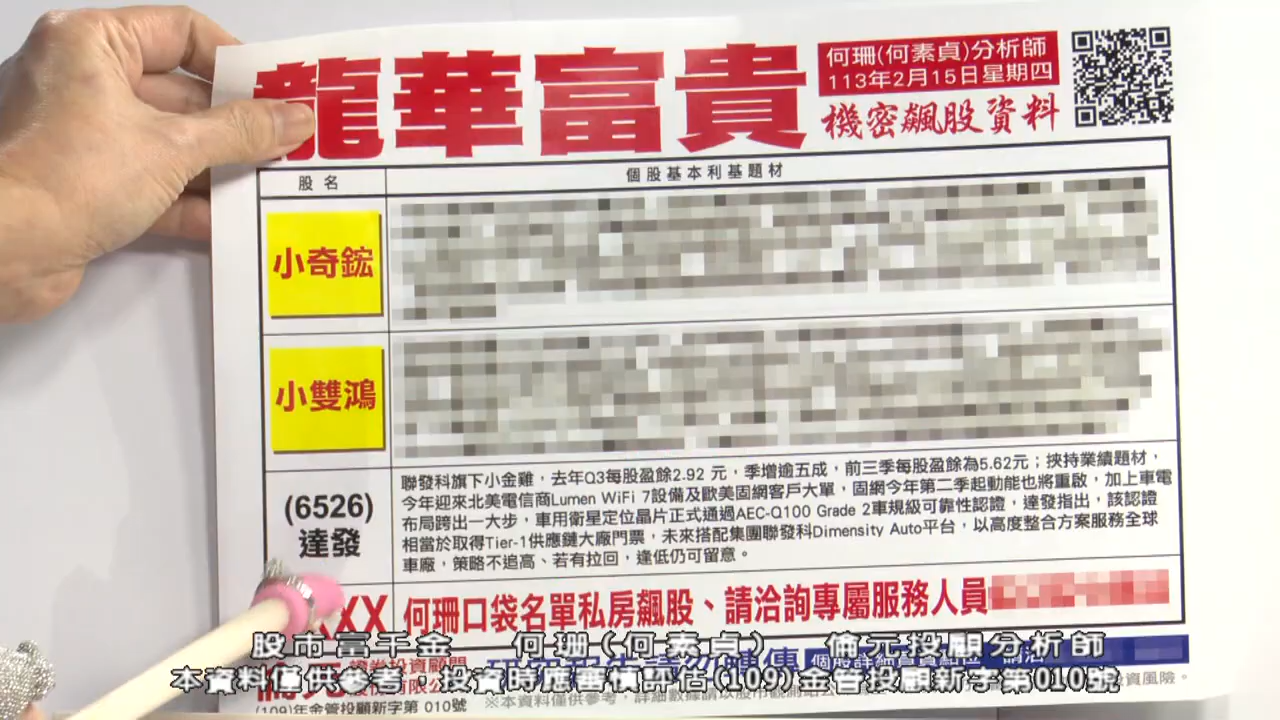 龍華富貴
何珊(何素貞)分析師
113年2月15日星期四
機密飆股資料
股名
個股基本利基題材
小奇鋐
小雙鴻
(6526)
達發
聯發科旗下小金雞，去年Q3每股盈餘2.92 元，季增逾五成，前三季每股盈餘為5.62元；挾持業績題材，
今年迎來北美電信商Lumen WiFi 7設備及歐美固網客戶大單，固網今年第二季起動能也將重啟，加上車電
布局跨出一大步，車用衛星定位晶片正式通過AEC-Q100 Grade 2車規級可靠性認證，達發指出，該認證
相當於取得Tier-1供應鏈大廠門票，未來搭配集團聯發科Dimensity Auto平台，以高度整合方案服務全球
車廠，策略不追高、若有拉回，逢低仍可留意。
XX
何珊口袋名單私房飆股、請洽詢專屬服務人員
股市富千金 何珊(何素貞) 倫元投顧分析師
本資料僅供參考，投資時應審慎評估(109)金管投顧新字第010號
(109)年金管投顧新字第 010號